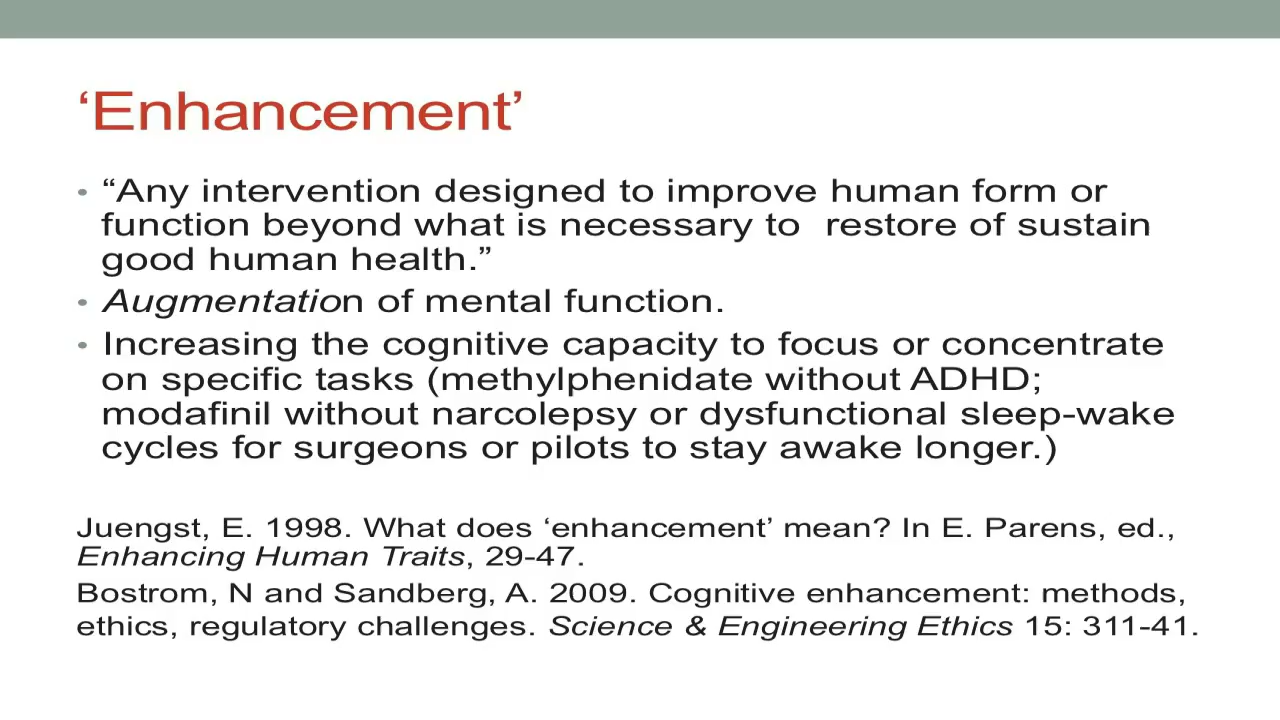 ‘Enhancement’
• “Any intervention designed to improve human form or
function beyond what is necessary to  restore of sustain
good human health.”
• Augmentation of mental function.
• Increasing the cognitive capacity to focus or concentrate
on specific tasks (methylphenidate without ADHD;
modafinil without narcolepsy or dysfunctional sleep-wake
cycles for surgeons or pilots to stay awake longer.)
Juengst, E. 1998. What does ‘enhancement’ mean? In E. Parens, ed.,
Enhancing Human Traits, 29-47.
Bostrom, N and Sandberg, A. 2009. Cognitive enhancement: methods,
ethics, regulatory challenges. Science & Engineering Ethics 15: 311-41.